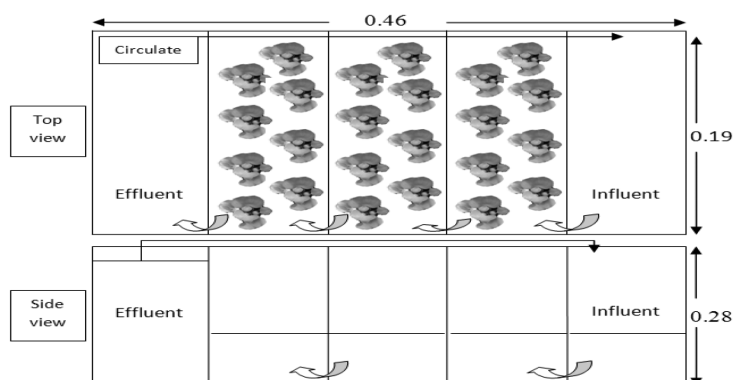 0.46
Circulate
Top
view
0.19
Effluent
Influent
Side
view
Effluent
Influent
0.28